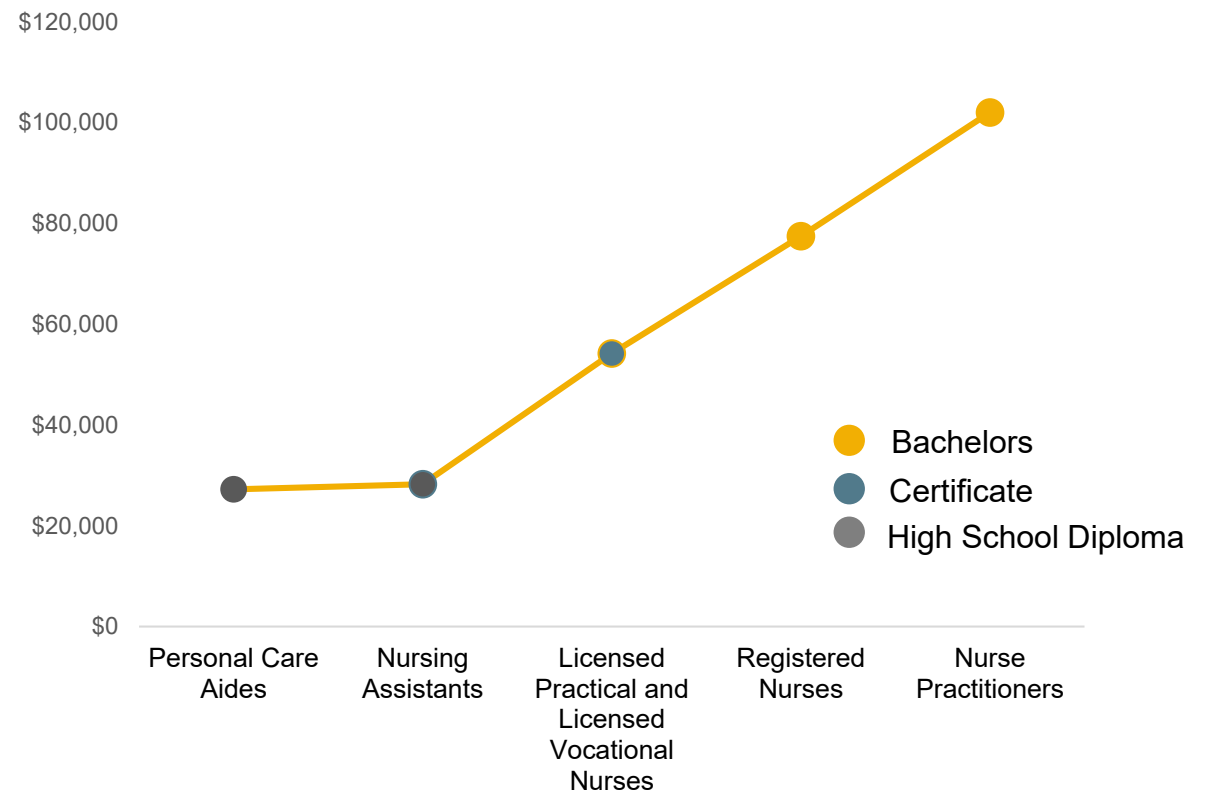 $120,000
$100,000
$80,000
$60,000
$40,000
$20,000
$0
Bachelors
Certificate
High School Diploma
Personal Care
Aides
Nursing
Assistants
Licensed
Practical and
Licensed
Vocational
Nurses
Registered
Nurses
Nurse
Practitioners